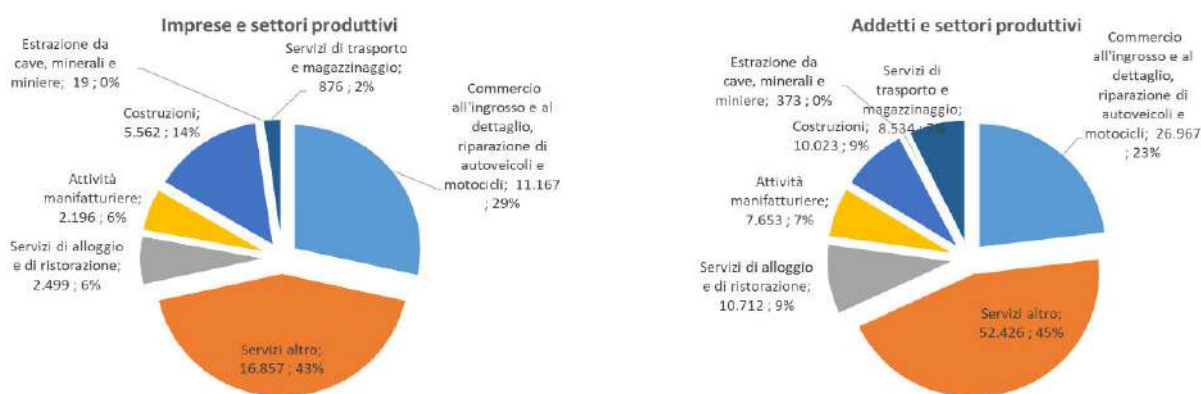 Imprese e settori produttivi
Estrazione da
cave, minerali e
miniere; 19 ; 0%
Servizi di trasporto
e magazzinaggio;
876 ; 2%
Commercio
all'ingrosso e al
dettaglio,
riparazione di
autoveicoli e
motocicli; 11.167
; 29%
Costruzioni;
5.562 ; 14%
Attività
manifatturiere;
2.196 ; 6%
Servizi di alloggio
e di ristorazione;
2.499 ; 6%
Servizi altro;
16.857 ; 43%
Addetti e settori produttivi
Estrazione da
cave, minerali e
miniere; 373 ; 0%
Servizi di
trasporto e
magazzinaggio;
8.534 ; 7%
Commercio
all'ingrosso e al
dettaglio,
riparazione di
autoveicoli e
motocicli; 26.967
; 23%
Costruzioni;
10.023 ; 9%
Attività
manifatturiere;
7.653 ; 7%
Servizi di alloggio
e di ristorazione;
10.712 ; 9%
Servizi altro;
52.426 ; 45%